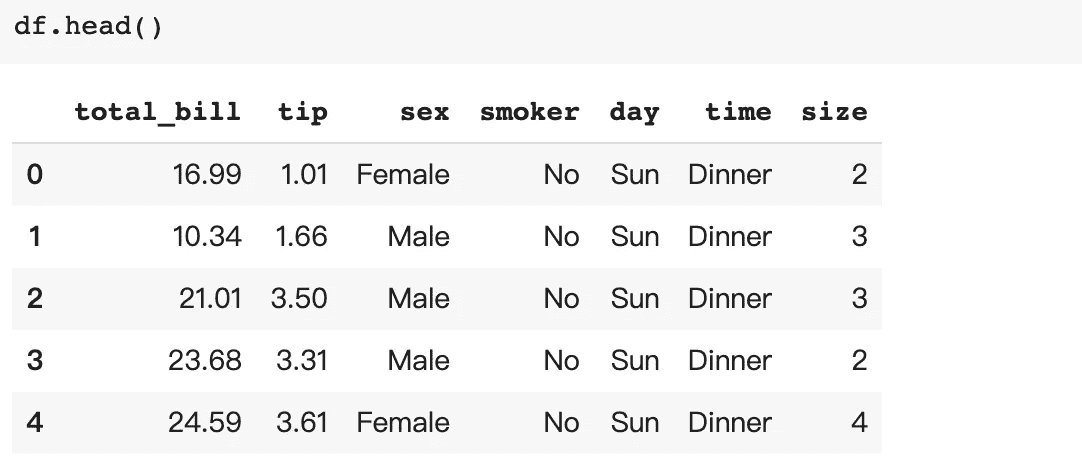 df.head()
total_bill tip sex smoker day time size
0 16.99 1.01 Female No Sun Dinner 2
1 10.34 1.66 Male No Sun Dinner 3
2 21.01 3.50 Male No Sun Dinner 3
3 23.68 3.31 Male No Sun Dinner 2
4 24.59 3.61 Female No Sun Dinner 4